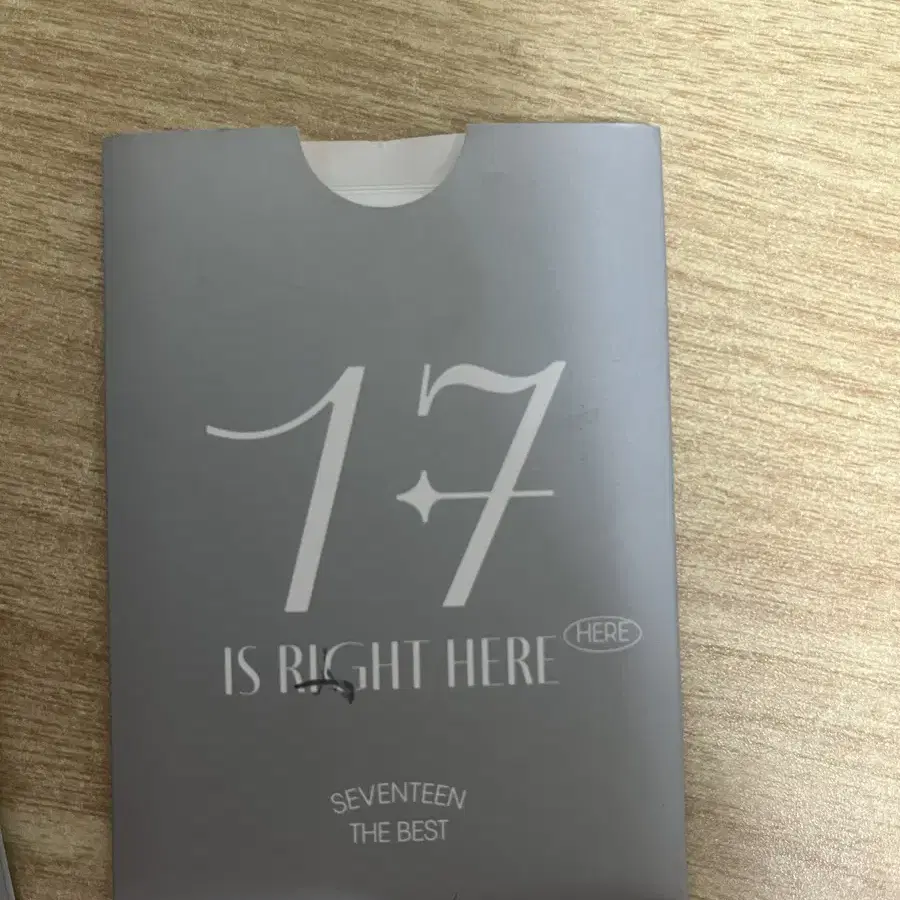 17
IS RIGHT HERE HERE
SEVENTEEN
THE BEST